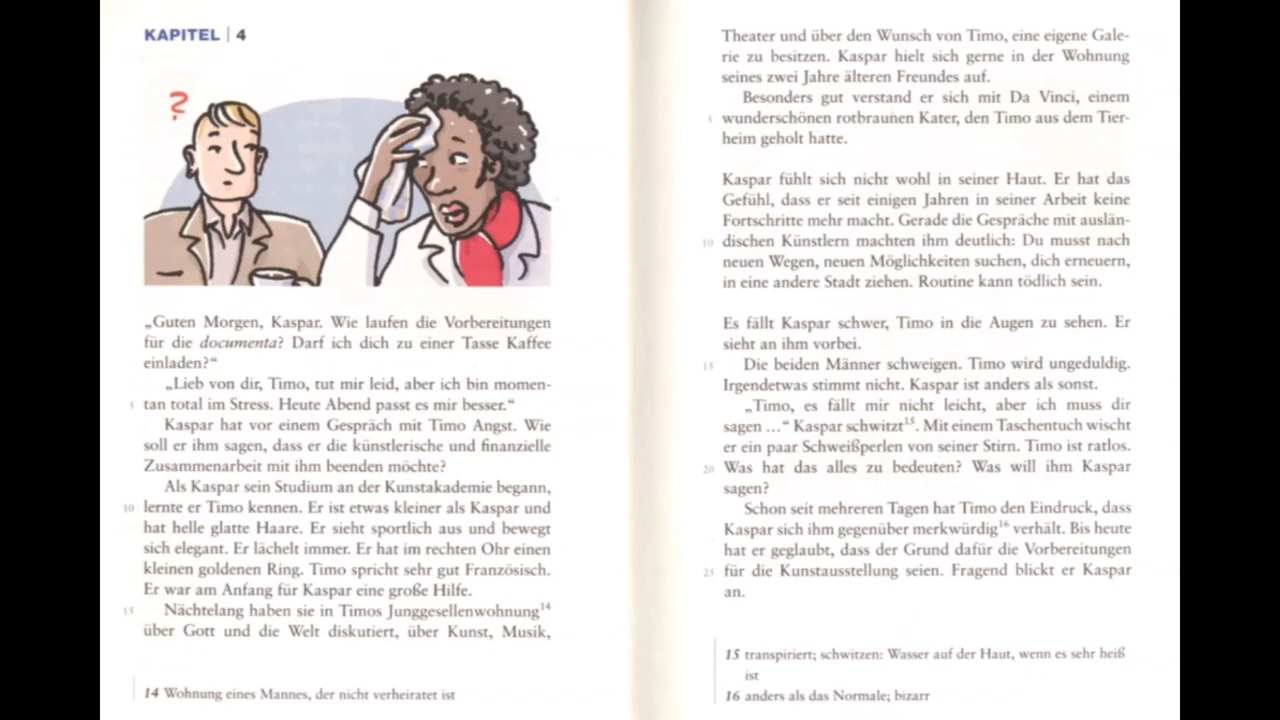 KAPITEL | 4
?
„Guten Morgen, Kaspar. Wie laufen die Vorbereitungen
für die documenta? Darf ich dich zu einer Tasse Kaffee
einladen?“
„Lieb von dir, Timo, tut mir leid, aber ich bin momen-
5 tan total im Stress. Heute Abend passt es mir besser.“
Kaspar hat vor einem Gespräch mit Timo Angst. Wie
soll er ihm sagen, dass er die künstlerische und finanzielle
Zusammenarbeit mit ihm beenden möchte?
Als Kaspar sein Studium an der Kunstakademie begann,
10 lernte er Timo kennen. Er ist etwas kleiner als Kaspar und
hat helle glatte Haare. Er sieht sportlich aus und bewegt
sich elegant. Er lächelt immer. Er hat im rechten Ohr einen
kleinen goldenen Ring. Timo spricht sehr gut Französisch.
Er war am Anfang für Kaspar eine große Hilfe.
15 Nächtelang haben sie in Timos Junggesellenwohnung14
über Gott und die Welt diskutiert, über Kunst, Musik,
14 Wohnung eines Mannes, der nicht verheiratet ist
Theater und über den Wunsch von Timo, eine eigene Gale-
rie zu besitzen. Kaspar hielt sich gerne in der Wohnung
seines zwei Jahre älteren Freundes auf.
Besonders gut verstand er sich mit Da Vinci, einem
5 wunderschönen rotbraunen Kater, den Timo aus dem Tier-
heim geholt hatte.
Kaspar fühlt sich nicht wohl in seiner Haut. Er hat das
Gefühl, dass er seit einigen Jahren in seiner Arbeit keine
Fortschritte mehr macht. Gerade die Gespräche mit auslän-
10 dischen Künstlern machten ihm deutlich: Du musst nach
neuen Wegen, neuen Möglichkeiten suchen, dich erneuern,
in eine andere Stadt ziehen. Routine kann tödlich sein.
Es fällt Kaspar schwer, Timo in die Augen zu sehen. Er
sieht an ihm vorbei.
15 Die beiden Männer schweigen. Timo wird ungeduldig.
Irgendetwas stimmt nicht. Kaspar ist anders als sonst.
„Timo, es fällt mir nicht leicht, aber ich muss dir
sagen ...“ Kaspar schwitzt15. Mit einem Taschentuch wischt
er ein paar Schweißperlen von seiner Stirn. Timo ist ratlos.
20 Was hat das alles zu bedeuten? Was will ihm Kaspar
sagen?
Schon seit mehreren Tagen hat Timo den Eindruck, dass
Kaspar sich ihm gegenüber merkwürdig16 verhält. Bis heute
hat er geglaubt, dass der Grund dafür die Vorbereitungen
25 für die Kunstausstellung seien. Fragend blickt er Kaspar
an.
15 transpiriert; schwitzen: Wasser auf der Haut, wenn es sehr heiß
ist
16 anders als das Normale; bizarr